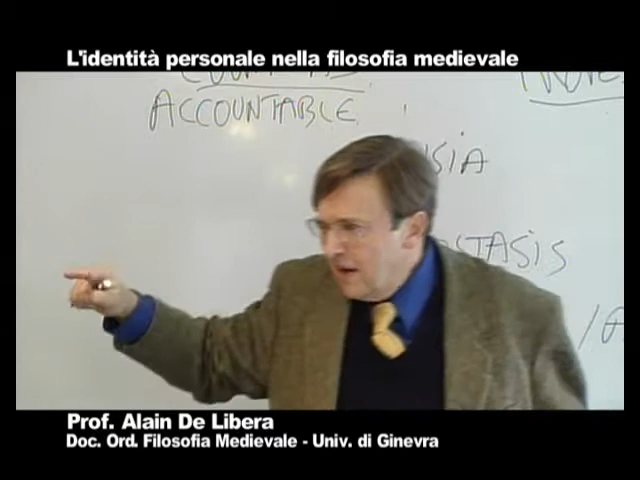 L'identità personale nella filosofia medievale
ACCOUNTABLE
Prof. Alain De Libera
Doc. Ord. Filosofia Medievale - Univ. di Ginevra